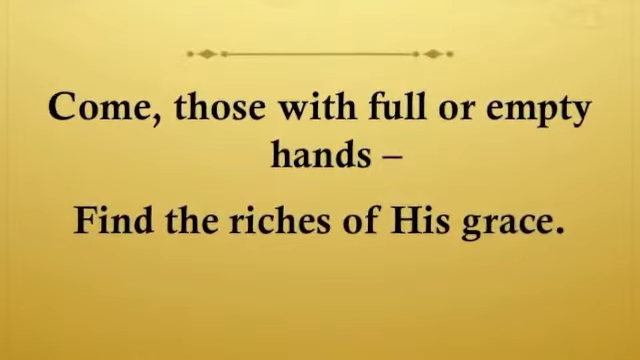 Come, those with full or empty
hands –
Find the riches of His grace.